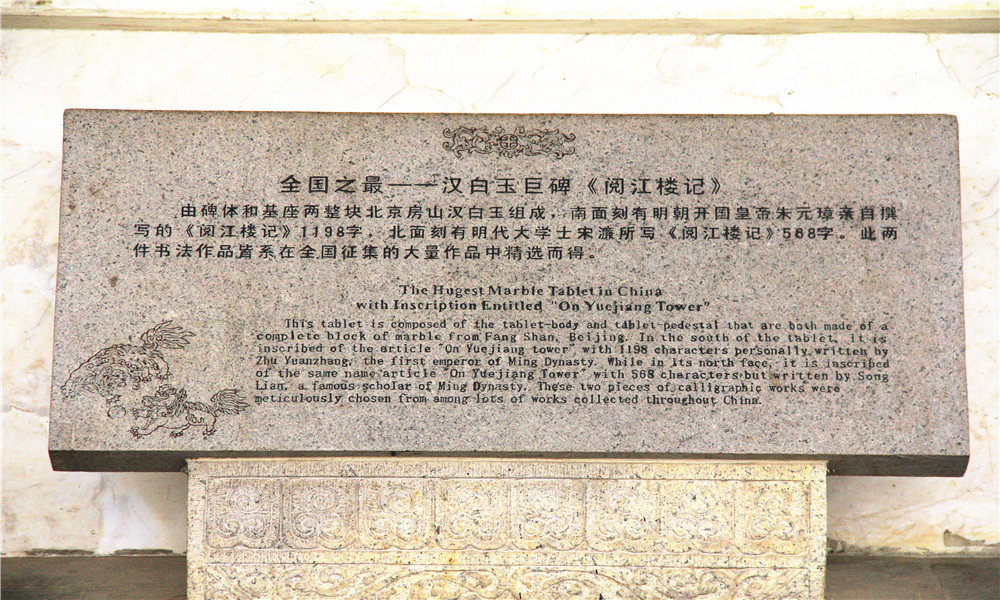 全国之最——汉白玉巨碑《阅江楼记》
由碑体和基座两整块北京房山汉白玉组成，南面刻有明朝开国皇帝朱元璋亲自撰
写的《阅江楼记》1198字，北面刻有明代大学士宋濂所写《阅江楼记》568字。此两
件书法作品皆系在全国征集的大量作品中精选而得。
The Hugest Marble Tablet in China
with Inscription Entitled "On Yuejiang Tower"
This tablet is composed of the tablet-body and tablet-pedestal that are both made of a
complete block of marble from Fang Shan, Beijing. In the south of the tablet, it is
inscribed of the article "On Yuejiang tower", with 1198 characters personally written by
Zhu Yuanzhang, the first emperor of Ming Dynasty. While in its north face, it is inscribed
of the same name article "On Yuejiang Tower" with 568 characters but written by Song
Lian, a famous scholar of Ming Dynasty. These two pieces of calligraphic works were
meticulously chosen from among lots of works collected throughout China.